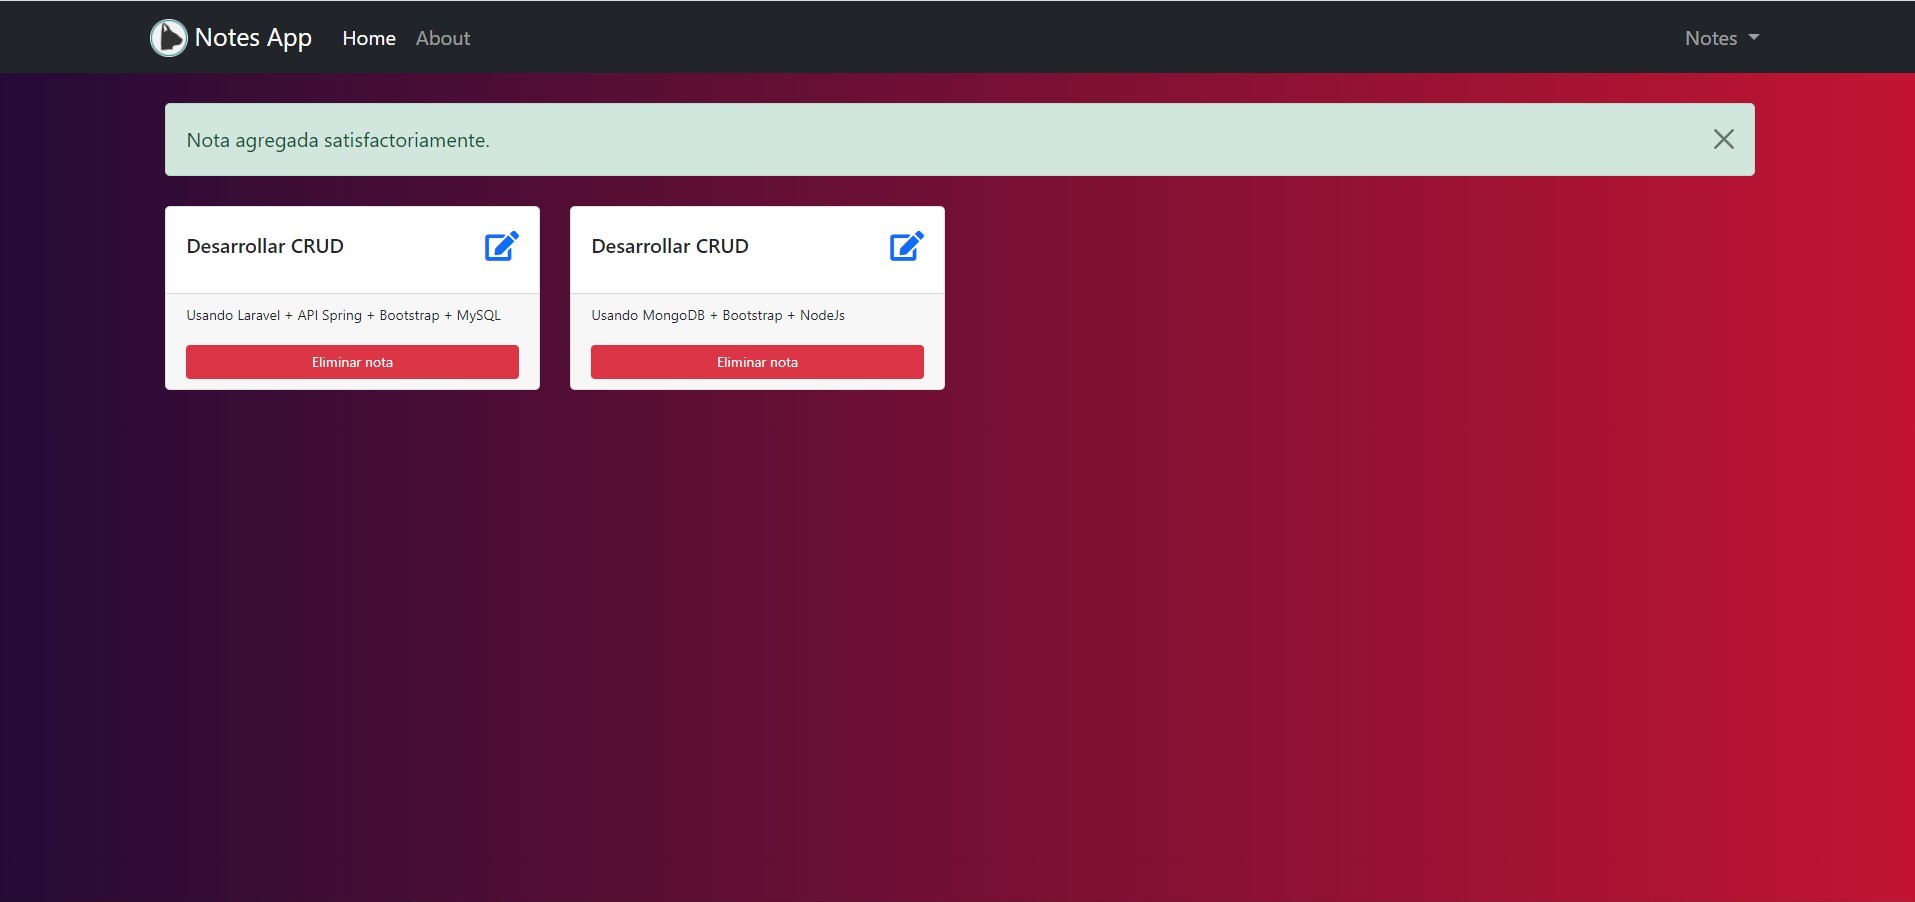 Notes App Home About Notes
Nota agregada satisfactoriamente.
Desarrollar CRUD
Usando Laravel + API Spring + Bootstrap + MySQL
Eliminar nota
Desarrollar CRUD
Usando MongoDB + Bootstrap + NodeJs
Eliminar nota